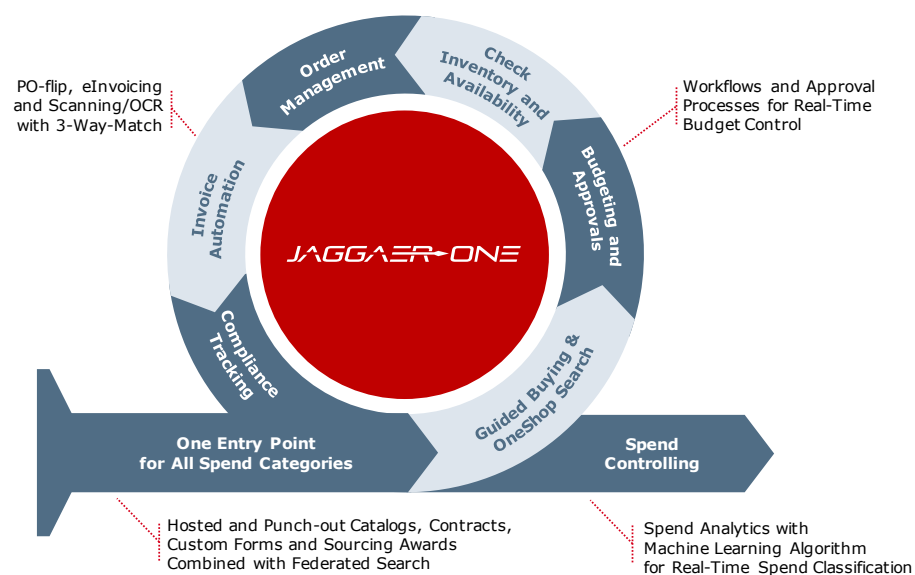 Order
Management
Check
Inventory and
Availability
PO-flip, eInvoicing
and Scanning/OCR
with 3-Way-Match
Workflows and Approval
Processes for Real-Time
Budget Control
Budgeting and
Approvals
Invoice
Automation
JAGGAER ONE
Compliance
Tracking
Guided Buying &
OneShop Search
One Entry Point
for All Spend Categories
Spend
Controlling
Hosted and Punch-out Catalogs, Contracts,
Custom Forms and Sourcing Awards
Combined with Federated Search
Spend Analytics with
Machine Learning Algorithm
for Real-Time Spend Classification